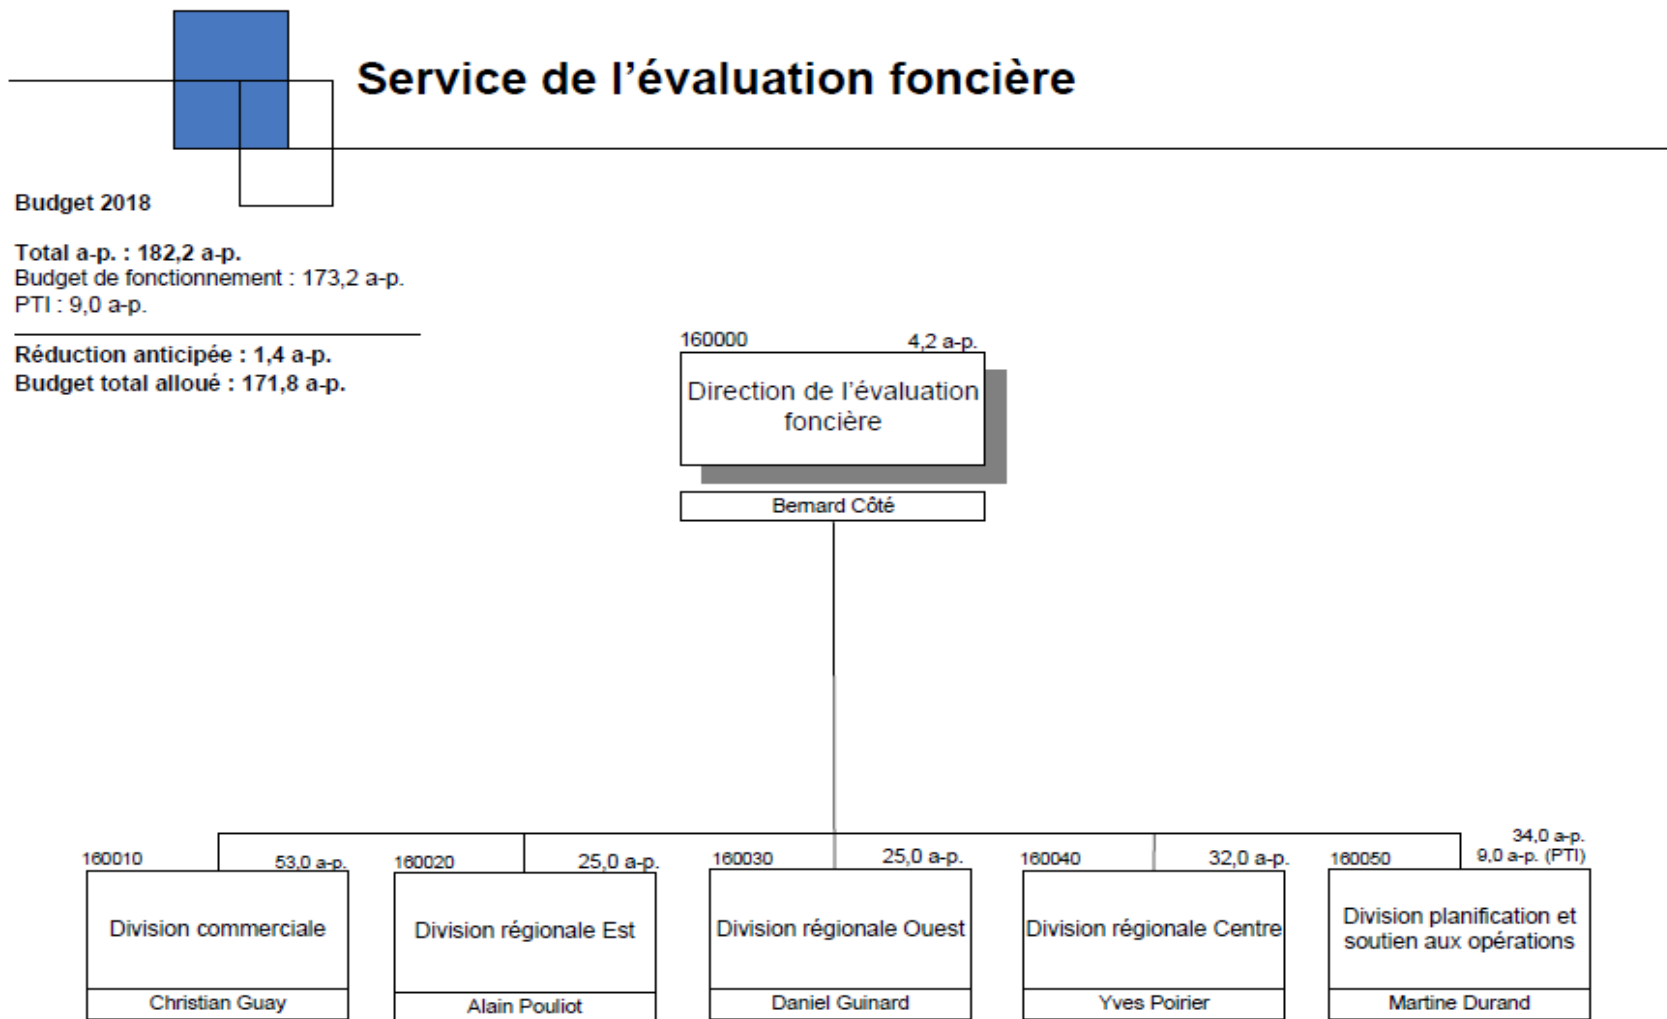 Service de l’évaluation foncière
Budget 2018
Total a-p. : 182,2 a-p.
Budget de fonctionnement : 173,2 a-p.
PTI : 9,0 a-p.
Réduction anticipée : 1,4 a-p.
Budget total alloué : 171,8 a-p.
160000 4,2 a-p.
Direction de l’évaluation
foncière
Bernard Côté
160010 53,0 a-p.
Division commerciale
Christian Guay
160020 25,0 a-p.
Division régionale Est
Alain Pouliot
160030 25,0 a-p.
Division régionale Ouest
Daniel Guinard
160040 32,0 a-p.
Division régionale Centre
Yves Poirier
34,0 a-p.
160050 9,0 a-p. (PTI)
Division planification et
soutien aux opérations
Martine Durand